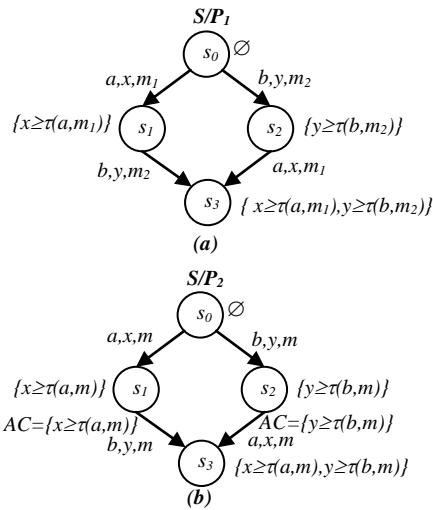 S/P₁
s₀ ∅
a,x,m₁ b,y,m₂
{x≥τ(a,m₁)} s₁ s₂ {y≥τ(b,m₂)}
b,y,m₂ a,x,m₁
s₃
{ x≥τ(a,m₁),y≥τ(b,m₂)}
(a)
S/P₂
s₀ ∅
a,x,m b,y,m
{x≥τ(a,m)} s₁ s₂ {y≥τ(b,m)}
AC={x≥τ(a,m)} AC={y≥τ(b,m)}
b,y,m a,x,m
s₃ {x≥τ(a,m),y≥τ(b,m)}
(b)